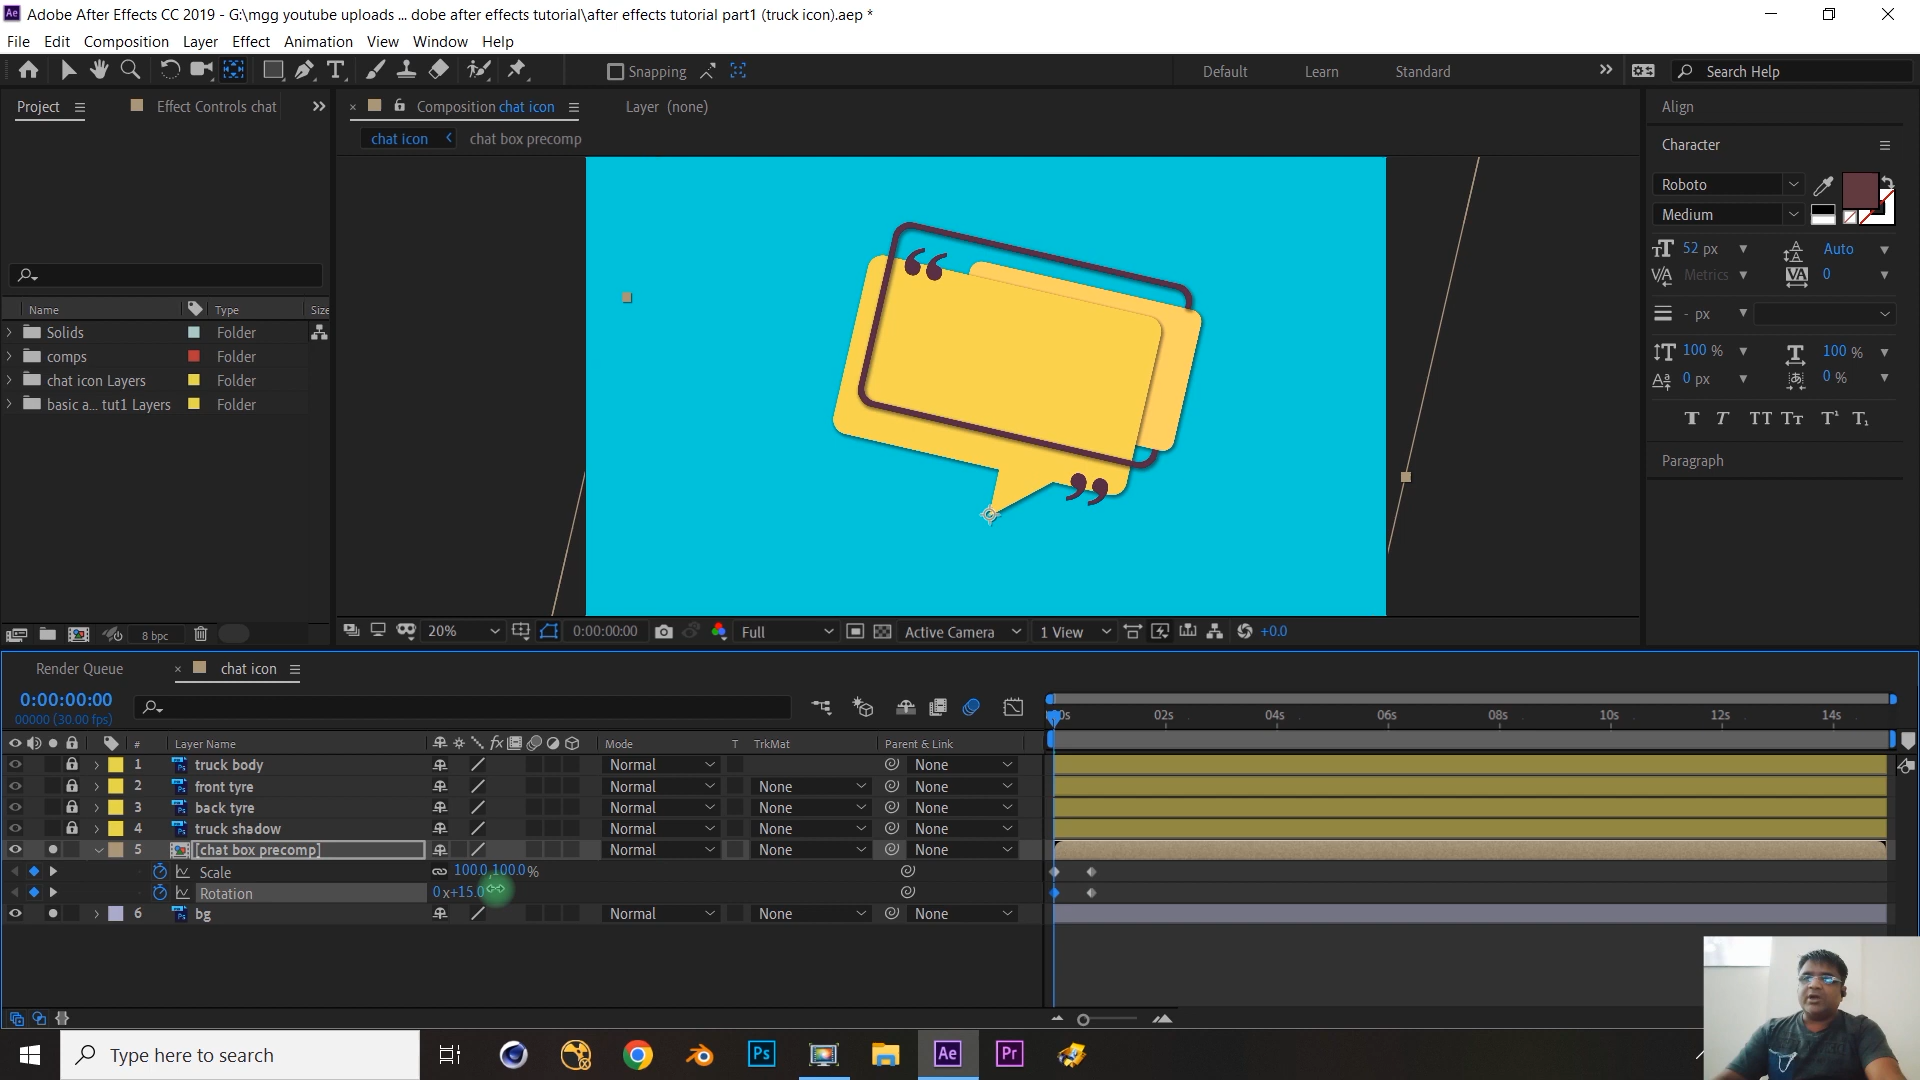 Adobe After Effects CC 2019 - G:\mgg youtube uploads ... dobe after effects tutorial\after effects tutorial part1 (truck icon).aep *
File Edit Composition Layer Effect Animation View Window Help
Snapping Default Learn Standard Search Help
Project Effect Controls chat Composition chat icon Layer (none) Align
chat icon chat box precomp Character
Roboto
Medium
52 px Auto
Metrics 0
- px
100 % 100 %
0 px 0 %
Paragraph
Name Type Size
Solids Folder
comps Folder
chat icon Layers Folder
basic a... tut1 Layers Folder
8 bpc 20% 0:00:00:00 Full Active Camera 1 View +0.0
Render Queue chat icon
0:00:00:00
00000 (30.00 fps)
02s 04s 06s 08s 10s 12s 14s
# Layer Name fx Mode T TrkMat Parent & Link
1 truck body Normal None
2 front tyre Normal None None
3 back tyre Normal None None
4 truck shadow Normal None None
5 [chat box precomp] Normal None None
Scale 100.0,100.0%
Rotation 0x+15.0
6 bg Normal None None
Type here to search Ps Ae Pr